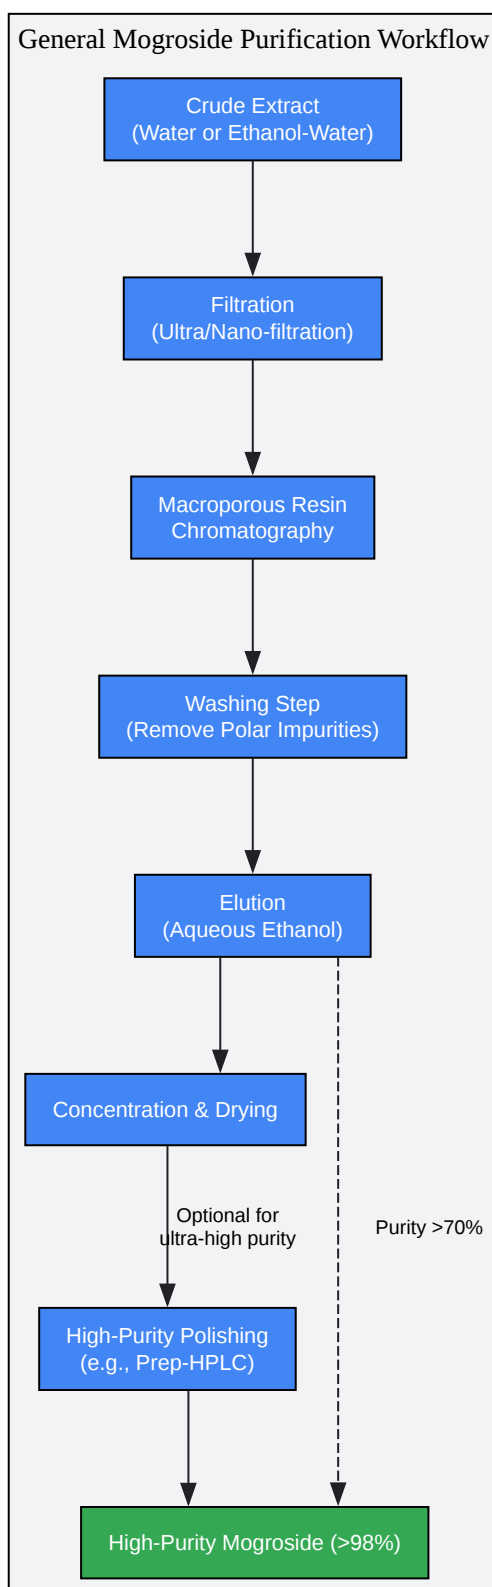 General Mogroside Purification Workflow
Crude Extract
(Water or Ethanol-Water)
Filtration
(Ultra/Nano-filtration)
Macroporous Resin
Chromatography
Washing Step
(Remove Polar Impurities)
Elution
(Aqueous Ethanol)
Concentration & Drying
Optional for
ultra-high purity
Purity >70%
High-Purity Polishing
(e.g., Prep-HPLC)
High-Purity Mogroside (>98%)